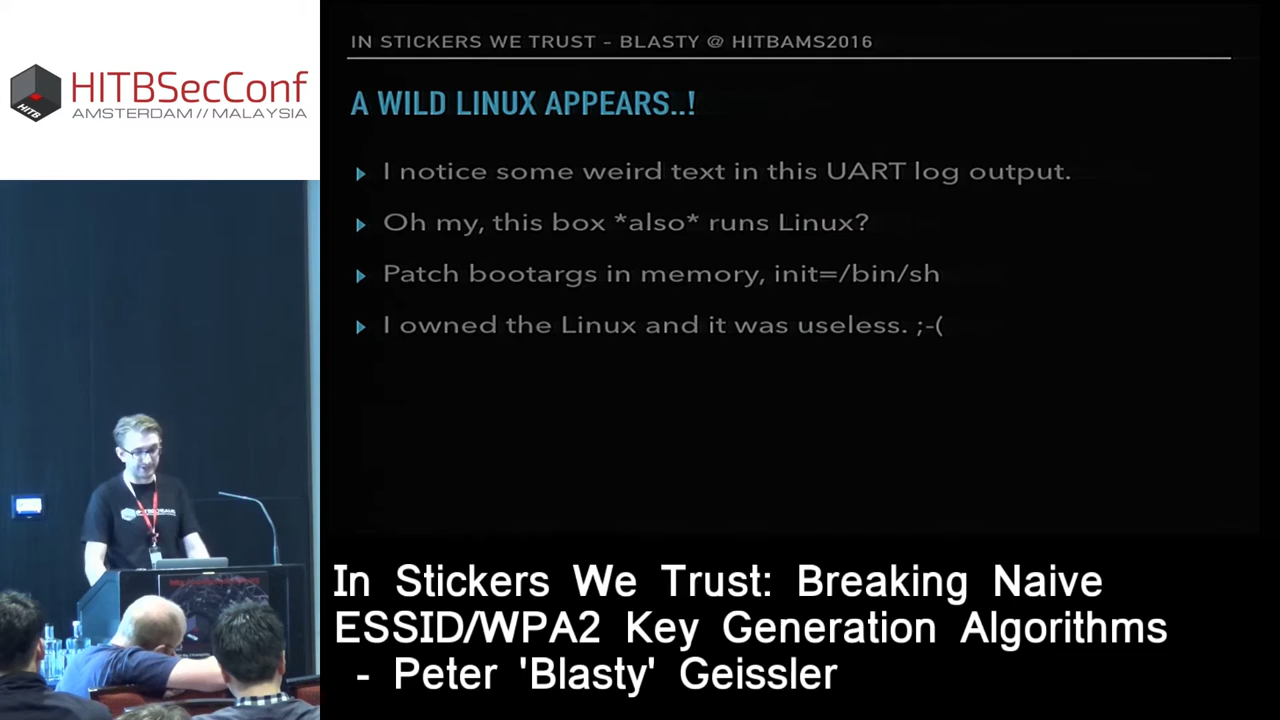 HITBSecConf
AMSTERDAM // MALAYSIA
HITB
IN STICKERS WE TRUST - BLASTY @ HITBAMS2016
A WILD LINUX APPEARS..!
I notice some weird text in this UART log output.
Oh my, this box *also* runs Linux?
Patch bootargs in memory, init=/bin/sh
I owned the Linux and it was useless. ;-(
In Stickers We Trust: Breaking Naive
ESSID/WPA2 Key Generation Algorithms
- Peter 'Blasty' Geissler